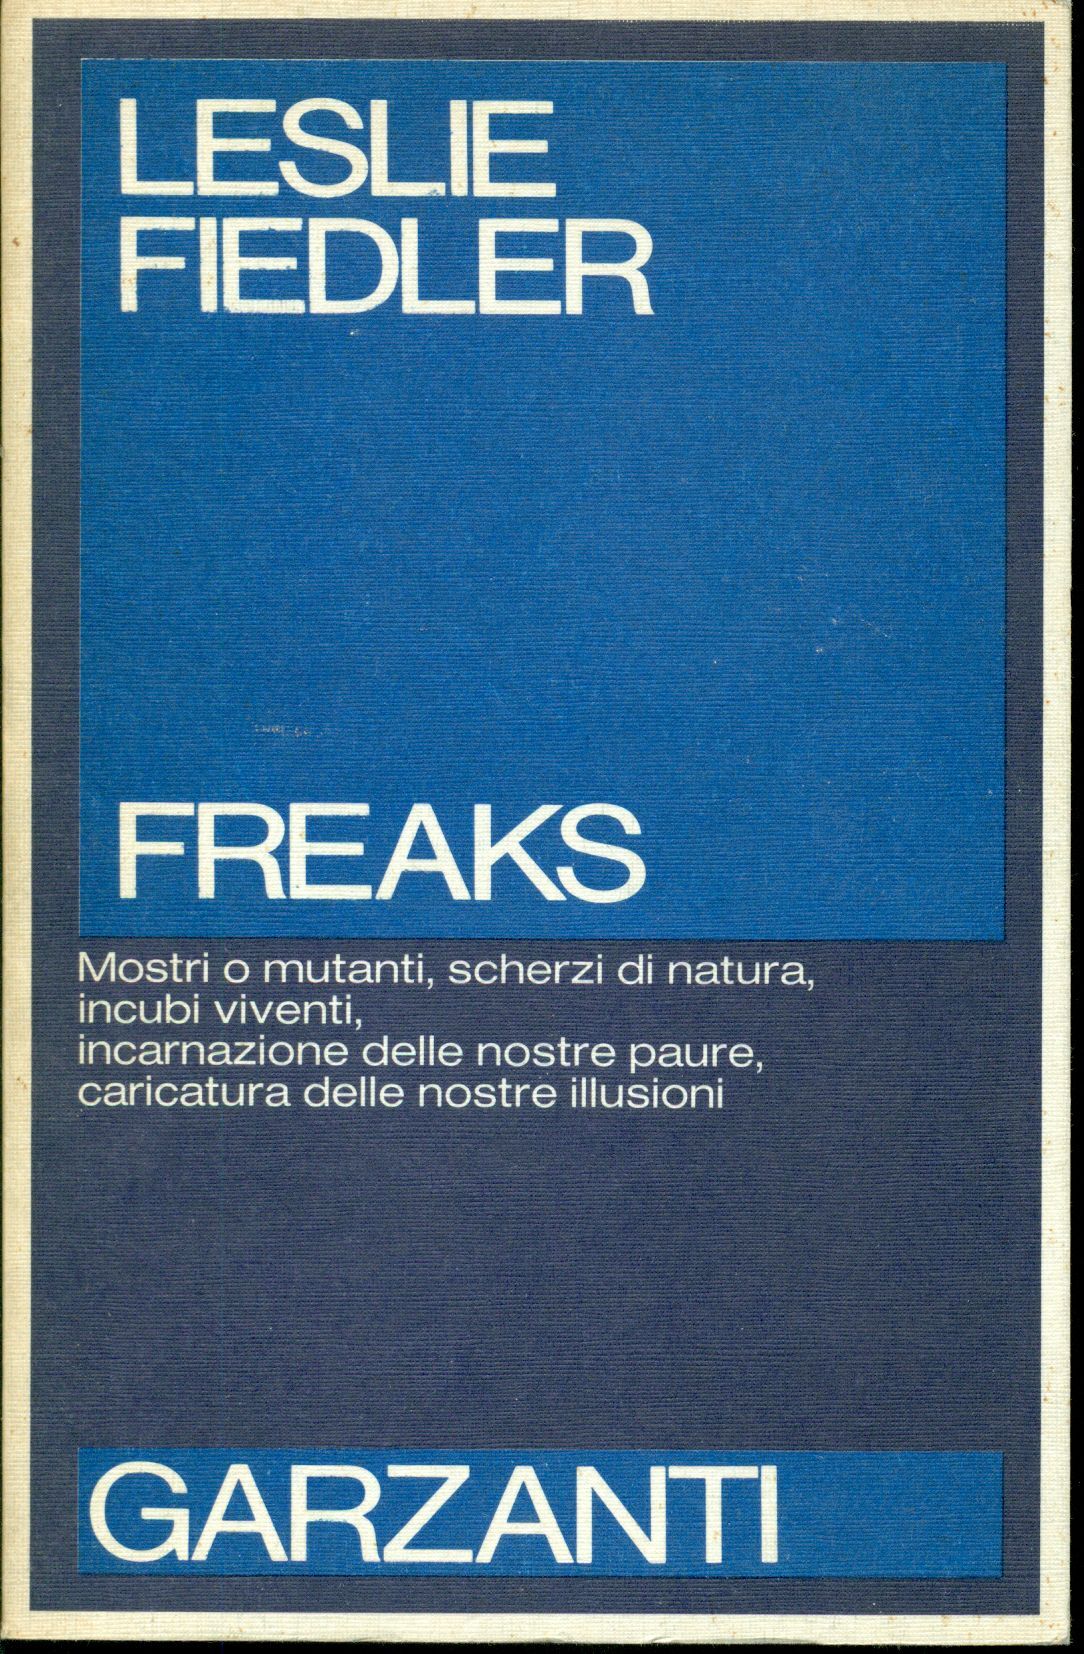 LESLIE
FIEDLER
FREAKS
Mostri o mutanti, scherzi di natura,
incubi viventi,
incarnazione delle nostre paure,
caricatura delle nostre illusioni
GARZANTI